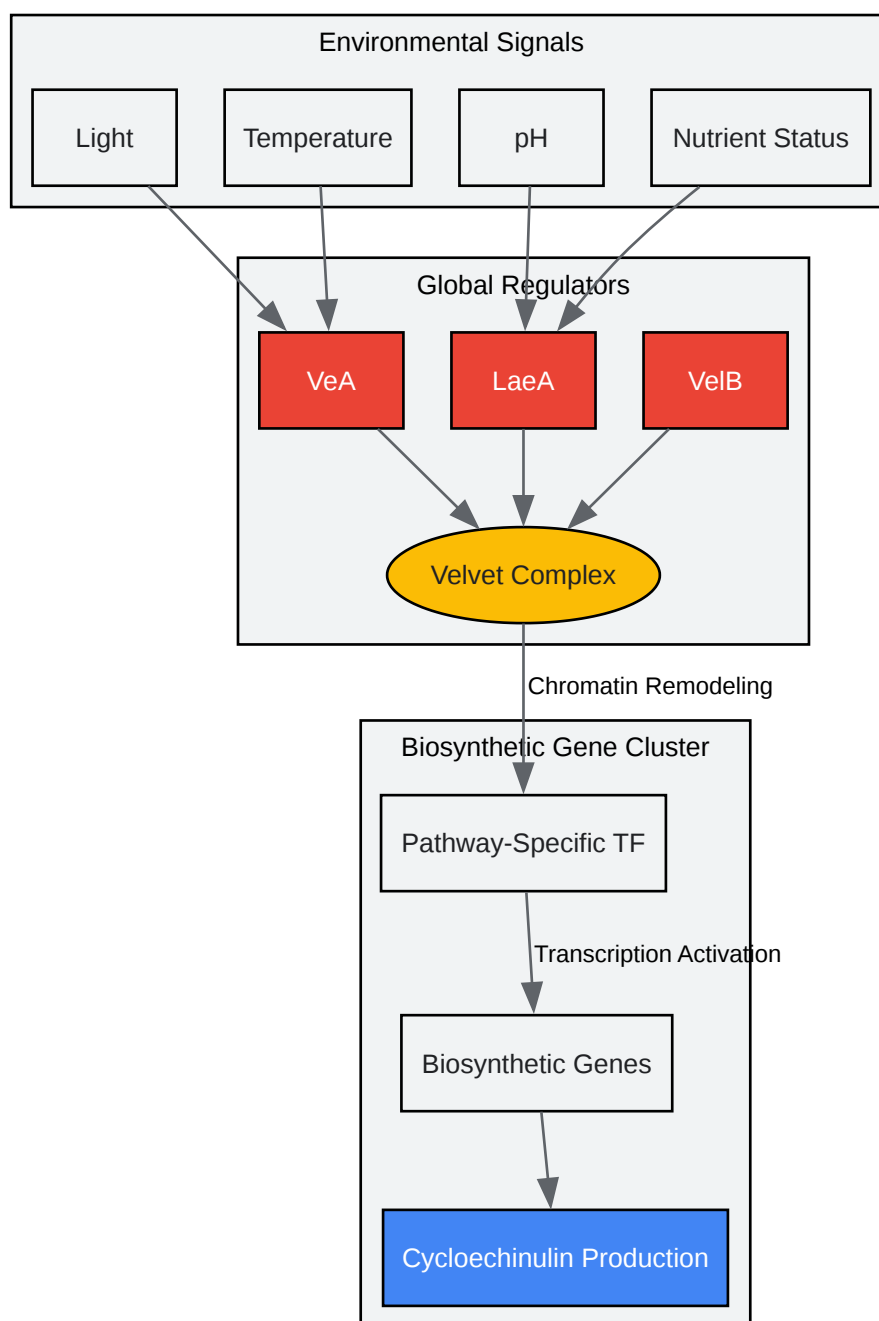 Environmental Signals
Light
Temperature
pH
Nutrient Status
Global Regulators
VeA
LaeA
VelB
Velvet Complex
Chromatin Remodeling
Biosynthetic Gene Cluster
Pathway-Specific TF
Transcription Activation
Biosynthetic Genes
Cycloechinulin Production